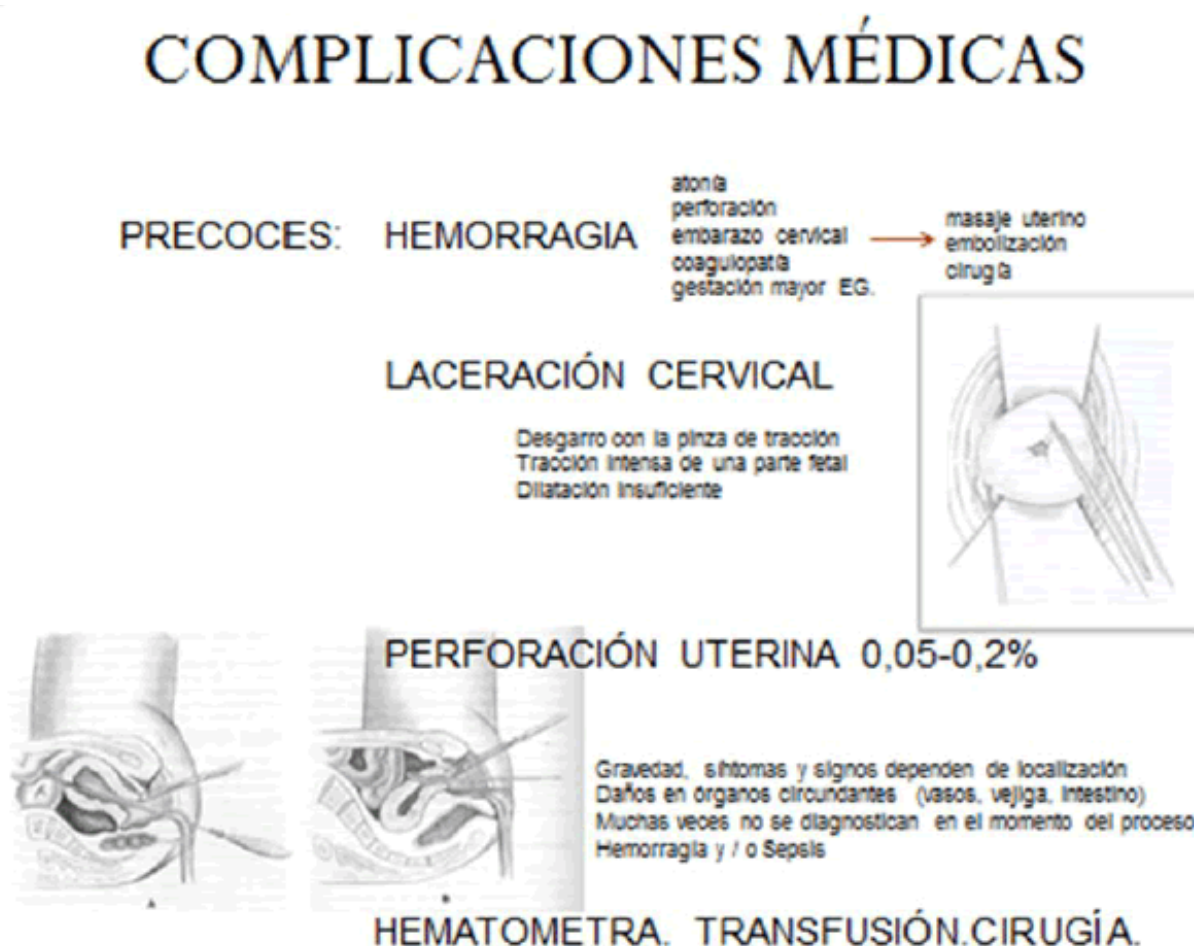 COMPLICACIONES MÉDICAS
PRECOCES: HEMORRAGIA
atonía
perforación
embarazo cervical
coagulopatía
gestación mayor EG.
masaje uterino
embolización
cirugía
LACERACIÓN CERVICAL
Desgarro con la pinza de tracción
Tracción intensa de una parte fetal
Dilatación insuficiente
PERFORACIÓN UTERINA 0,05-0,2%
Gravedad, síntomas y signos dependen de localización
Daños en órganos circundantes (vasos, vejiga, intestino)
Muchas veces no se diagnostican en el momento del proceso
Hemorragia y / o Sepsis
A
B
HEMATOMETRA. TRANSFUSIÓN.CIRUGÍA.